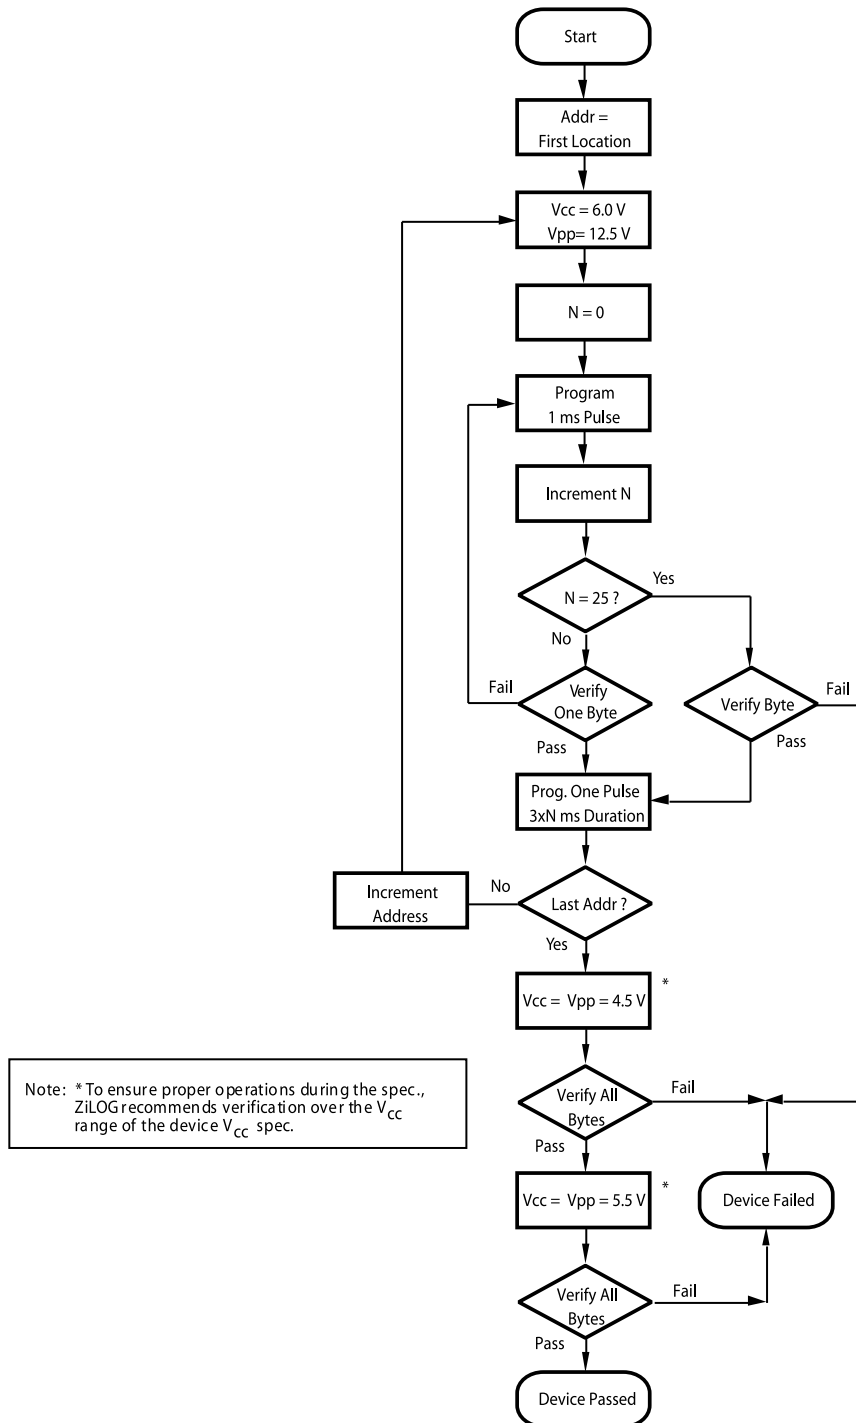 Start
Addr =
First Location
Vcc = 6.0 V
Vpp= 12.5 V
N = 0
Program
1 ms Pulse
Increment N
N = 25 ?
Yes
No
Fail
Verify
One Byte
Verify Byte
Fail
Pass
Pass
Prog. One Pulse
3xN ms Duration
Increment
Address
No
Last Addr ?
Yes
Vcc = Vpp = 4.5 V
*
Note: * To ensure proper operations during the spec.,
ZiLOG recommends verification over the VCC
range of the device VCC spec.
Verify All
Bytes
Fail
Pass
Vcc = Vpp = 5.5 V
*
Device Failed
Verify All
Bytes
Fail
Pass
Device Passed